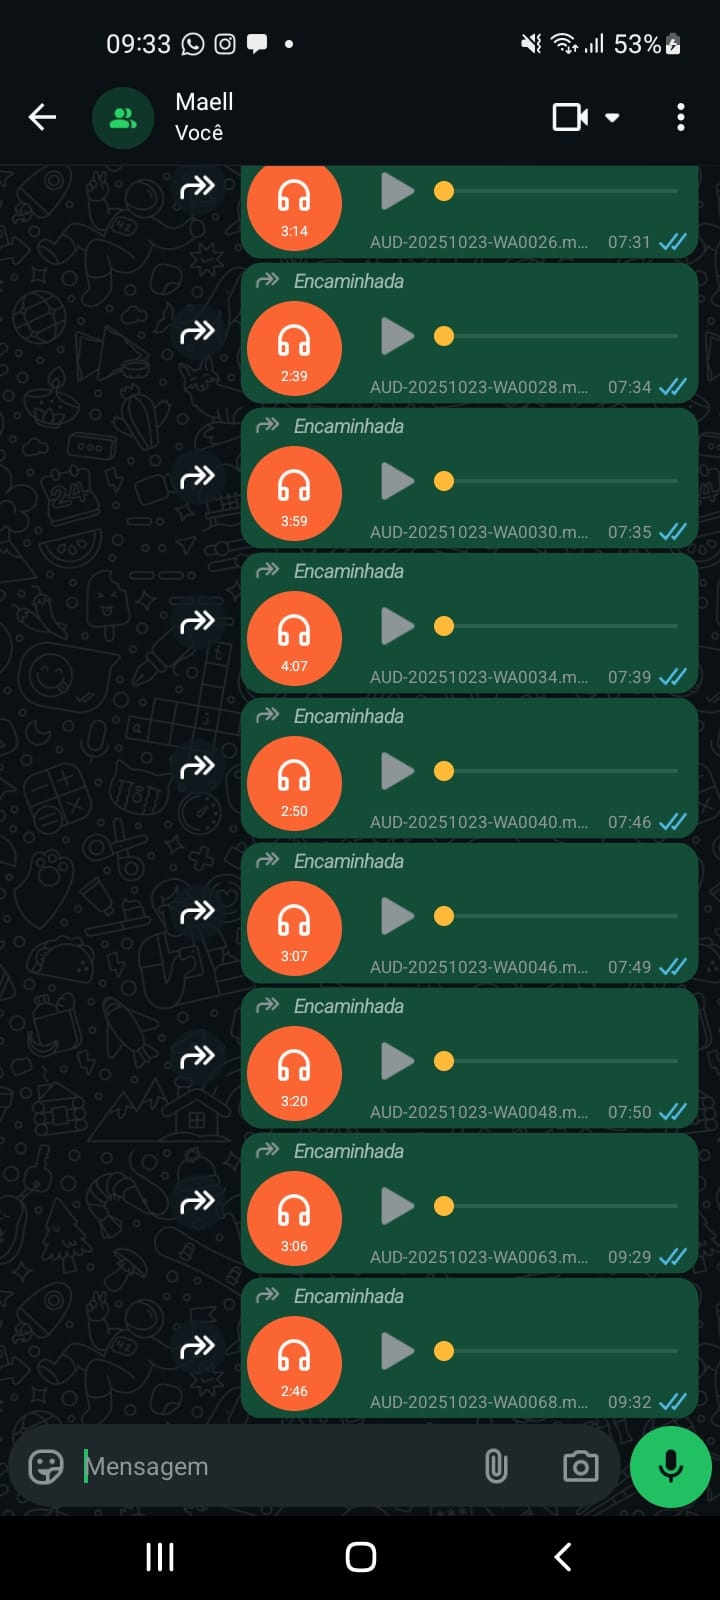 09:33 53%
Maell
Você
3:14
AUD-20251023-WA0026.m... 07:31
Encaminhada
2:39
AUD-20251023-WA0028.m... 07:34
Encaminhada
3:59
AUD-20251023-WA0030.m... 07:35
Encaminhada
4:07
AUD-20251023-WA0034.m... 07:39
Encaminhada
2:50
AUD-20251023-WA0040.m... 07:46
Encaminhada
3:07
AUD-20251023-WA0046.m... 07:49
Encaminhada
3:20
AUD-20251023-WA0048.m... 07:50
Encaminhada
3:06
AUD-20251023-WA0063.m... 09:29
Encaminhada
2:46
AUD-20251023-WA0068.m... 09:32
Mensagem